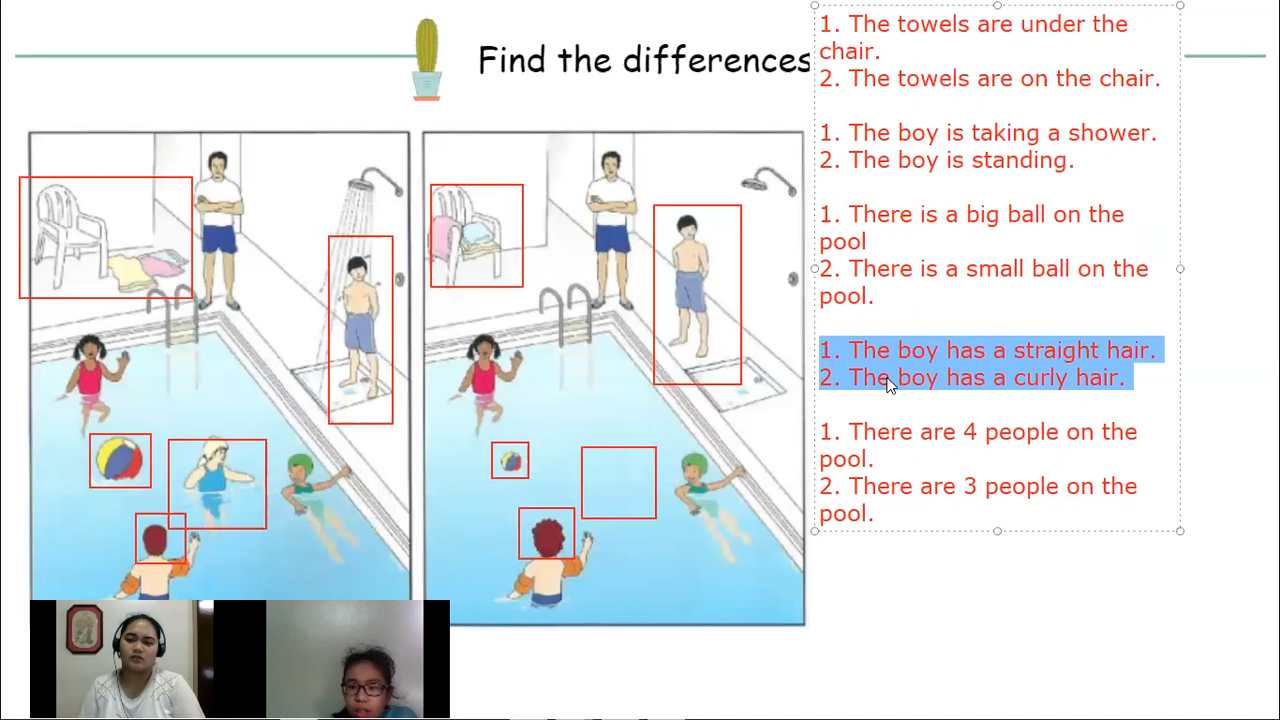 Find the differences
1. The towels are under the
chair.
2. The towels are on the chair.
1. The boy is taking a shower.
2. The boy is standing.
1. There is a big ball on the
pool
2. There is a small ball on the
pool.
1. The boy has a straight hair.
2. The boy has a curly hair.
1. There are 4 people on the
pool.
2. There are 3 people on the
pool.